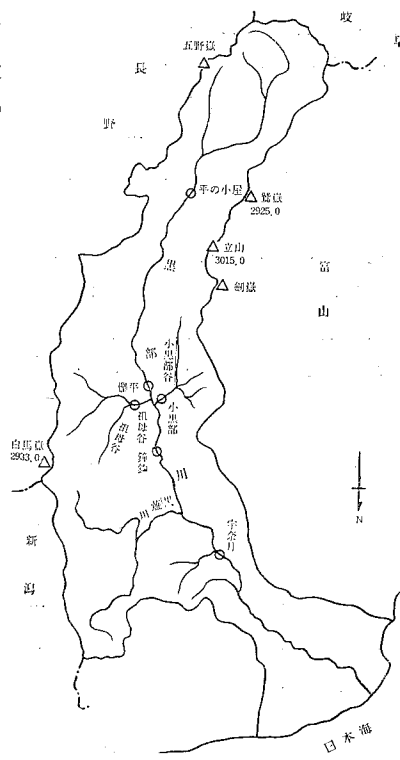 岐
長
野
五野嶽
平の小屋
鷲嶽
2925.0
立山
3015.0
劍嶽
富
山
黒
部
川
小黒部谷
樫平
小黒部
祖母谷
祖母谷
鐘釣
白馬嶽
2933.0
黒薙川
宇奈月
新
潟
N
日本海